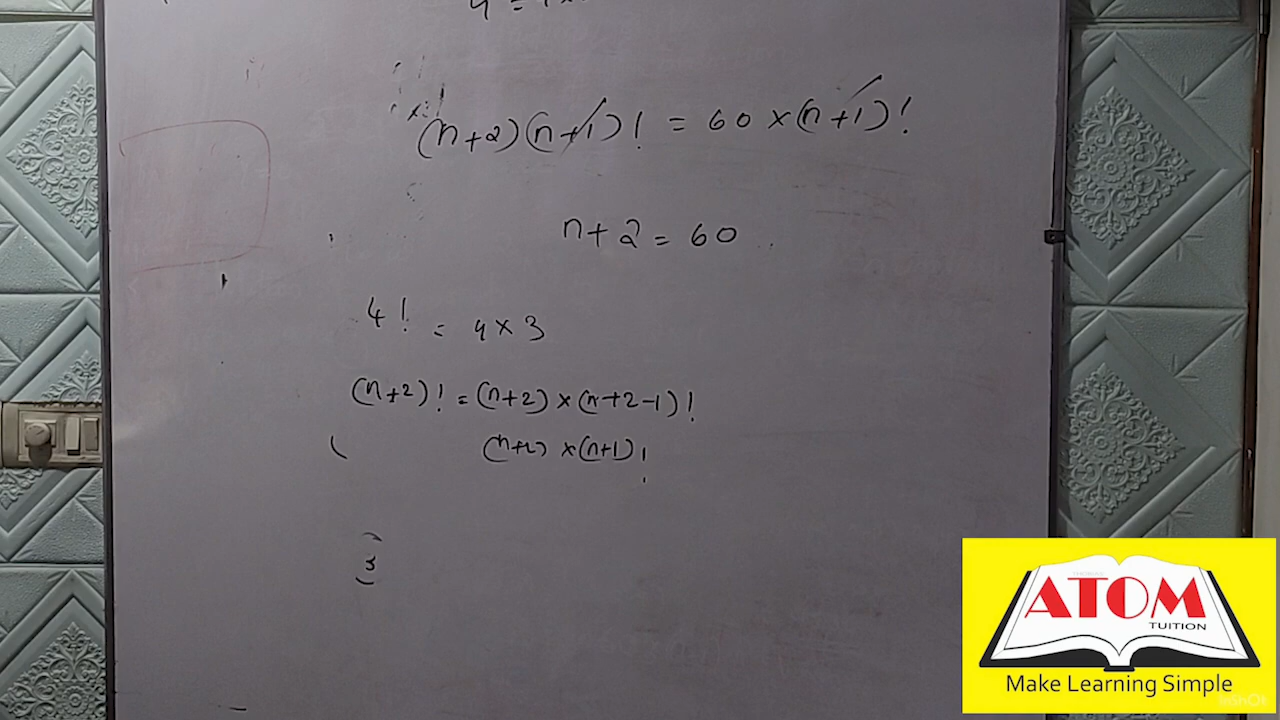 (n+2)(n+1)! = 60 x(n+1)!
n+2 = 60
4! = 4 x 3
(n+2)! = (n+2) x (n+2-1)!
(n+2) x (n+1)!
ATOM
TUITION
Make Learning Simple
InShOt